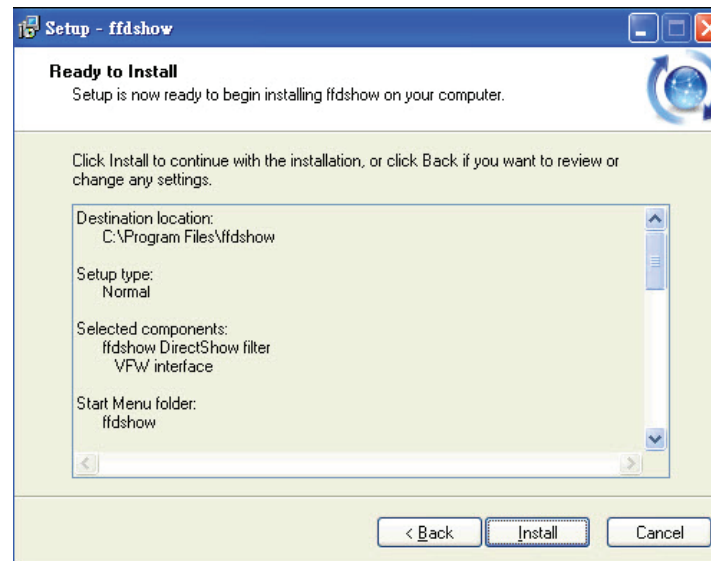 Setup - ffdshow
Ready to Install
Setup is now ready to begin installing ffdshow on your computer.
Click Install to continue with the installation, or click Back if you want to review or
change any settings.
Destination location:
C:\Program Files\ffdshow
Setup type:
Normal
Selected components:
ffdshow DirectShow filter
VFW interface
Start Menu folder:
ffdshow
< Back
Install
Cancel